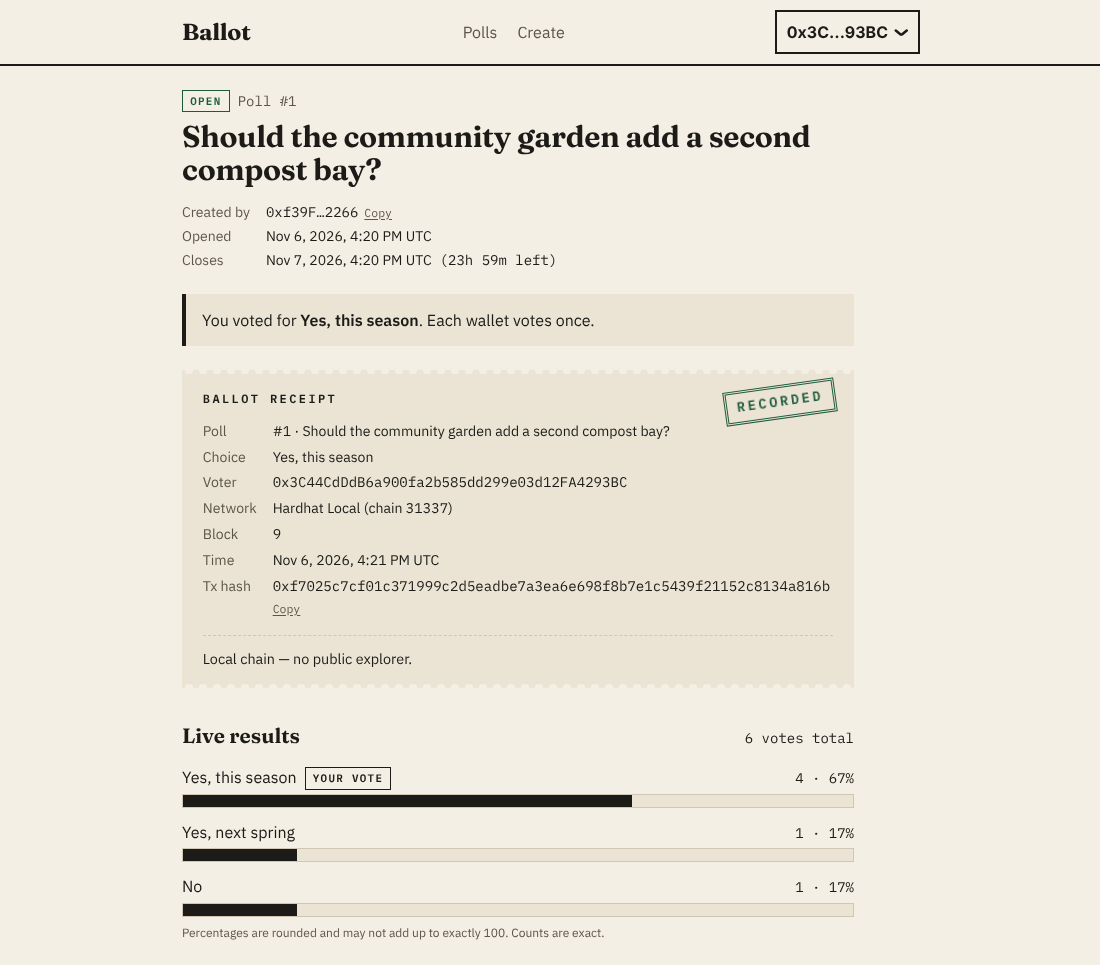 Ballot
Polls Create
0x3C...93BC
OPEN Poll #1
Should the community garden add a second
compost bay?
Created by 0xf39F…2266 Copy
Opened Nov 6, 2026, 4:20 PM UTC
Closes Nov 7, 2026, 4:20 PM UTC (23h 59m left)
You voted for Yes, this season. Each wallet votes once.
BALLOT RECEIPT
RECORDED
Poll #1 · Should the community garden add a second compost bay?
Choice Yes, this season
Voter 0x3C44CdDdB6a900fa2b585dd299e03d12FA4293BC
Network Hardhat Local (chain 31337)
Block 9
Time Nov 6, 2026, 4:21 PM UTC
Tx hash 0xf7025c7cf01c371999c2d5eadbe7a3ea6e698f8b7e1c5439f21152c8134a816b
Copy
Local chain — no public explorer.
Live results 6 votes total
Yes, this season YOUR VOTE 4 · 67%
Yes, next spring 1 · 17%
No 1 · 17%
Percentages are rounded and may not add up to exactly 100. Counts are exact.